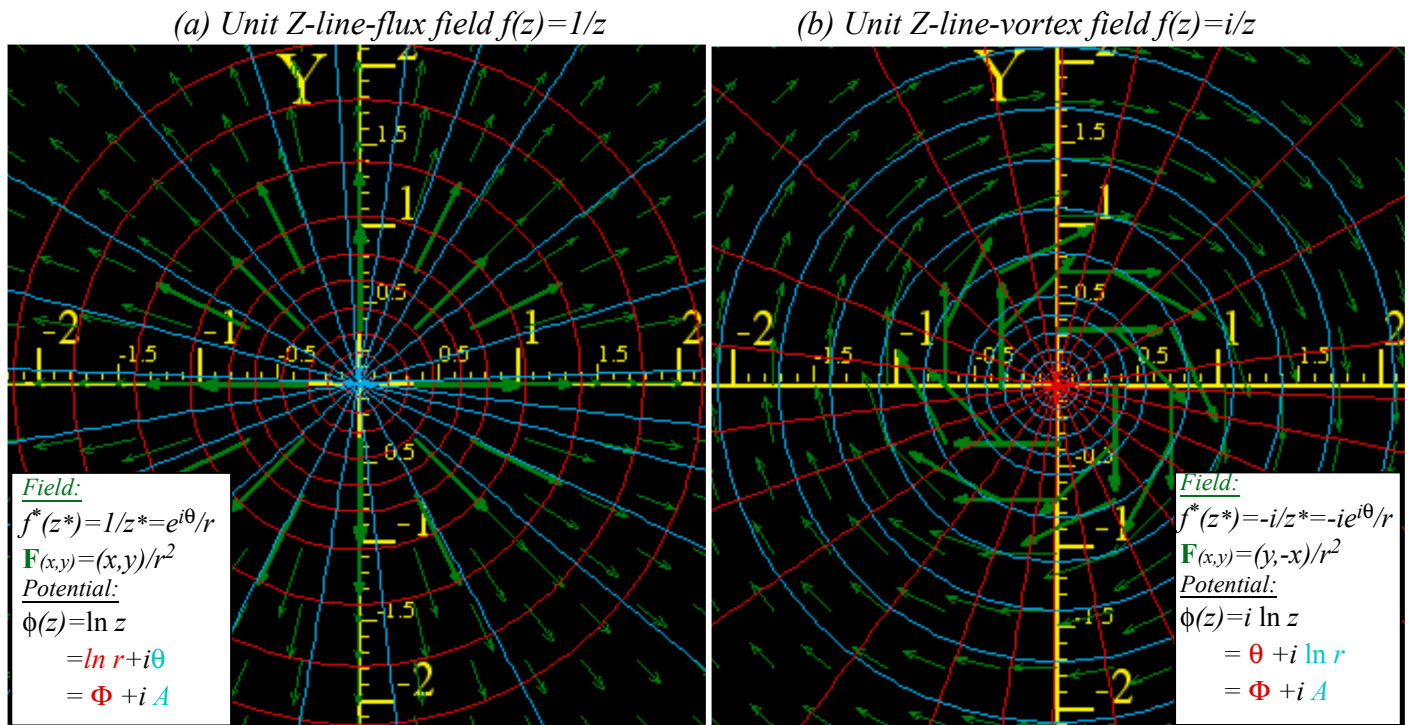 (a) Unit Z-line-flux field f(z)=1/z
Y
2
1.5
1
0.5
-2
-1.5
-1
-0.5
0.5
1
1.5
2
-0.5
-1
-1.5
-2
Field:
f*(z*)=1/z*=e^{iθ}/r
F(x,y)=(x,y)/r²
Potential:
ϕ(z)=ln z
=ln r+iθ
= Φ +i A
(b) Unit Z-line-vortex field f(z)=i/z
Y
2
1.5
1
0.5
-2
-1.5
-1
-0.5
0.5
1
1.5
2
-0.5
-1
-1.5
-2
Field:
f*(z*)=-i/z*=-ie^{iθ}/r
F(x,y)=(y,-x)/r²
Potential:
ϕ(z)=i ln z
= θ +i ln r
= Φ +i A